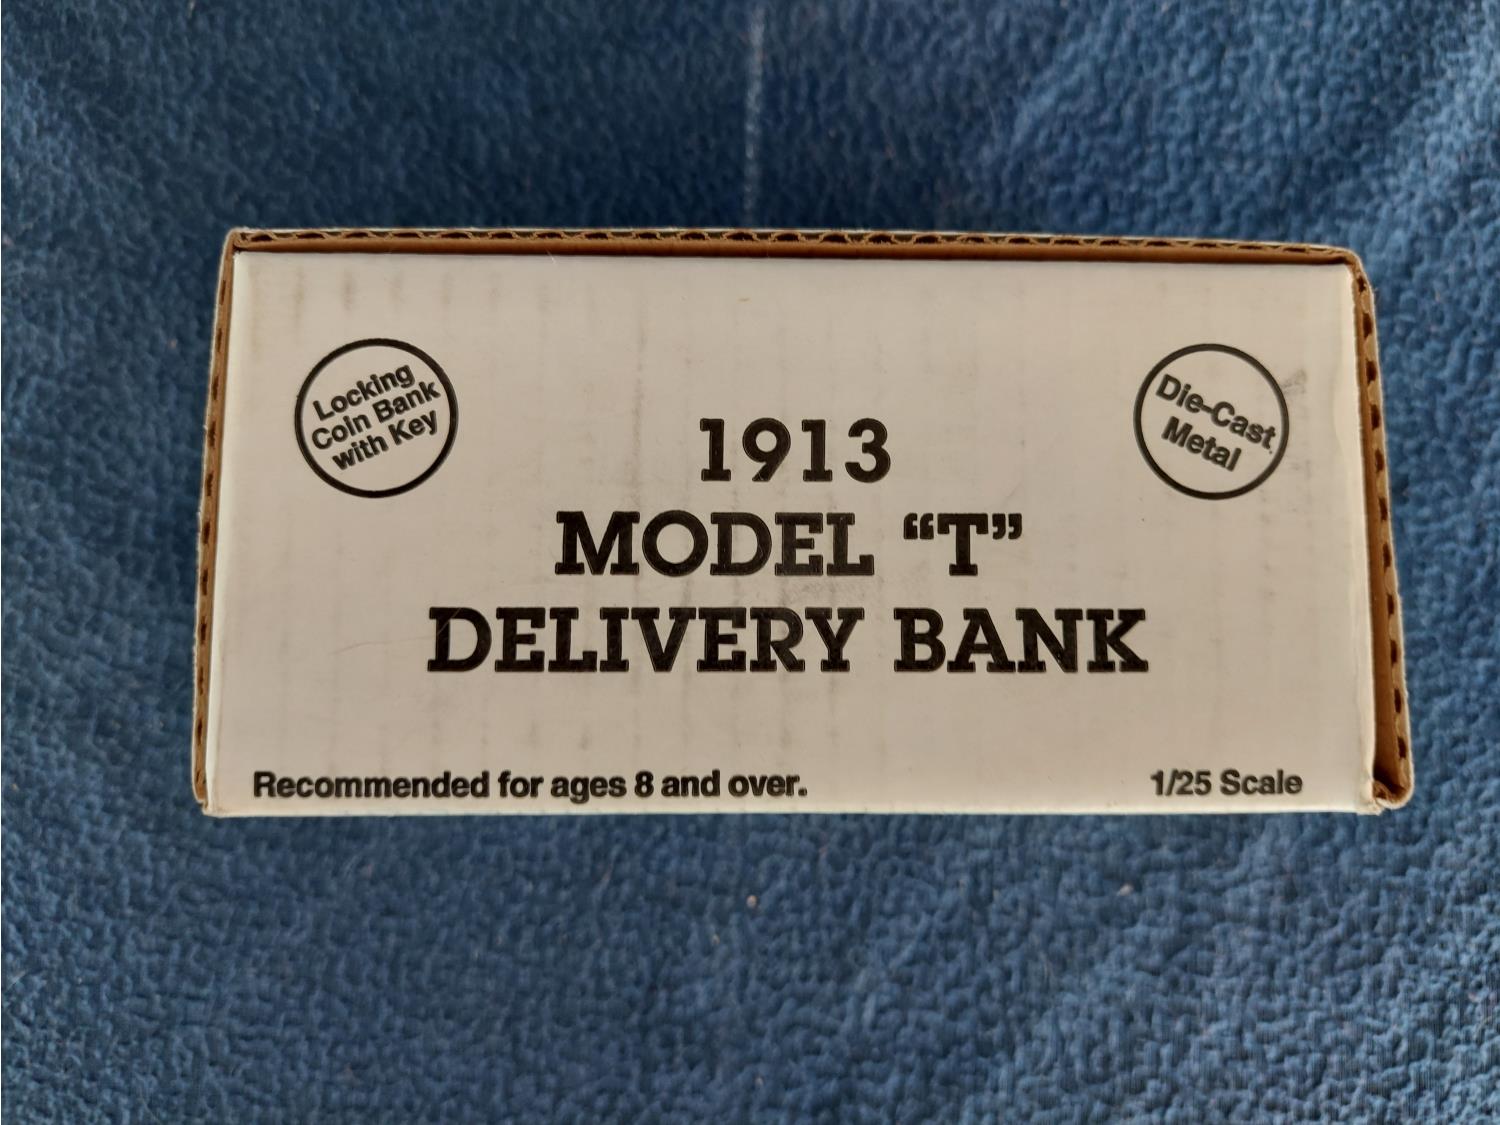 Locking
Coin Bank
with Key
Die-Cast
Metal
1913
MODEL “T”
DELIVERY BANK
Recommended for ages 8 and over.
1/25 Scale